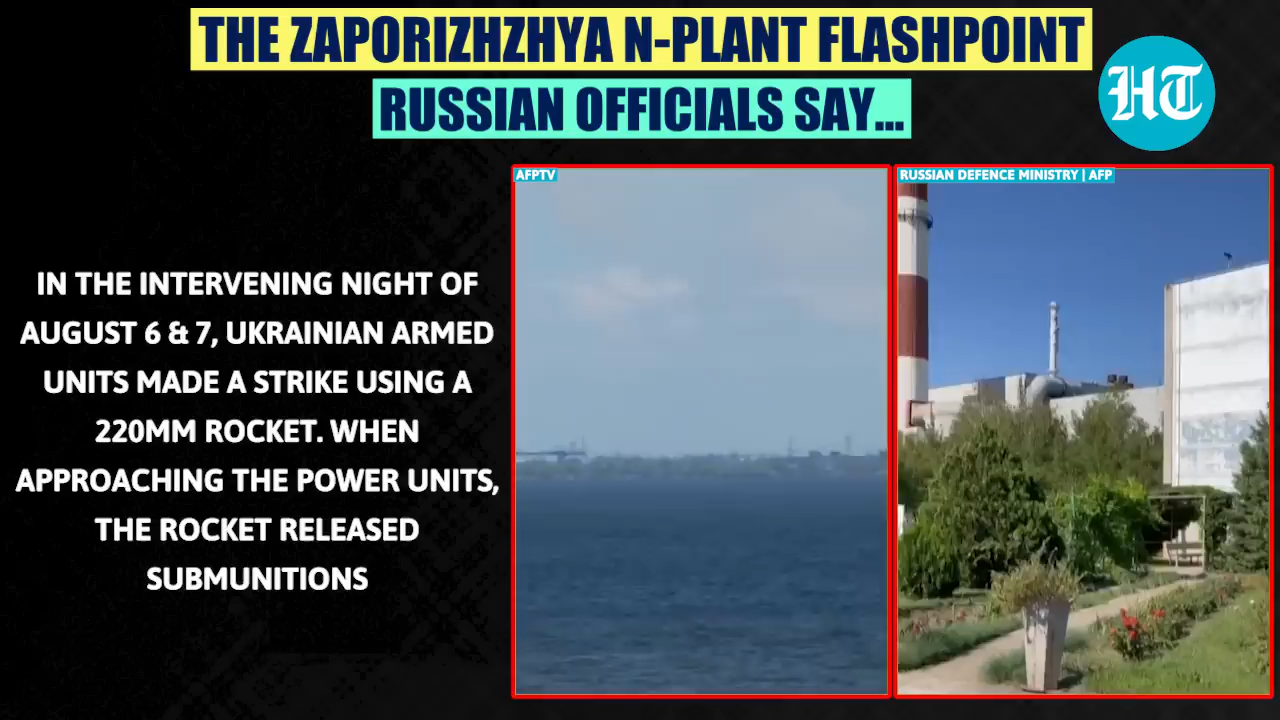 THE ZAPORIZHZHYA N-PLANT FLASHPOINT
RUSSIAN OFFICIALS SAY...
HT
AFPTV
RUSSIAN DEFENCE MINISTRY | AFP
IN THE INTERVENING NIGHT OF
AUGUST 6 & 7, UKRAINIAN ARMED
UNITS MADE A STRIKE USING A
220MM ROCKET. WHEN
APPROACHING THE POWER UNITS,
THE ROCKET RELEASED
SUBMUNITIONS